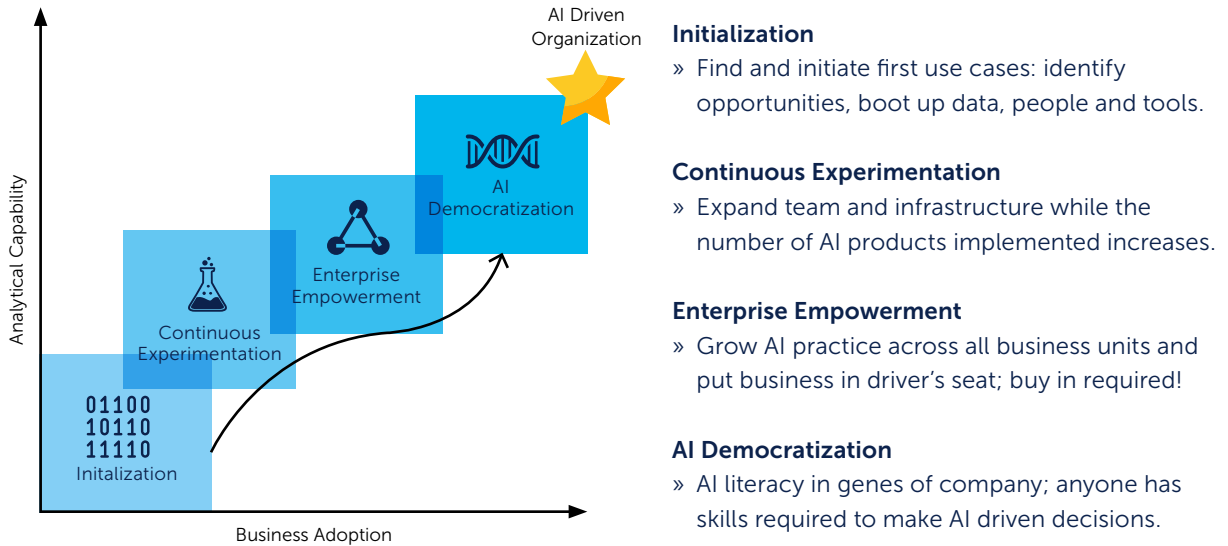 AI Driven
Organization
Analytical Capability
AI
Democratization
Enterprise
Empowerment
Continuous
Experimentation
01100
10110
11110
Initalization
Business Adoption
Initialization
» Find and initiate first use cases: identify
opportunities, boot up data, people and tools.
Continuous Experimentation
» Expand team and infrastructure while the
number of AI products implemented increases.
Enterprise Empowerment
» Grow AI practice across all business units and
put business in driver’s seat; buy in required!
AI Democratization
» AI literacy in genes of company; anyone has
skills required to make AI driven decisions.